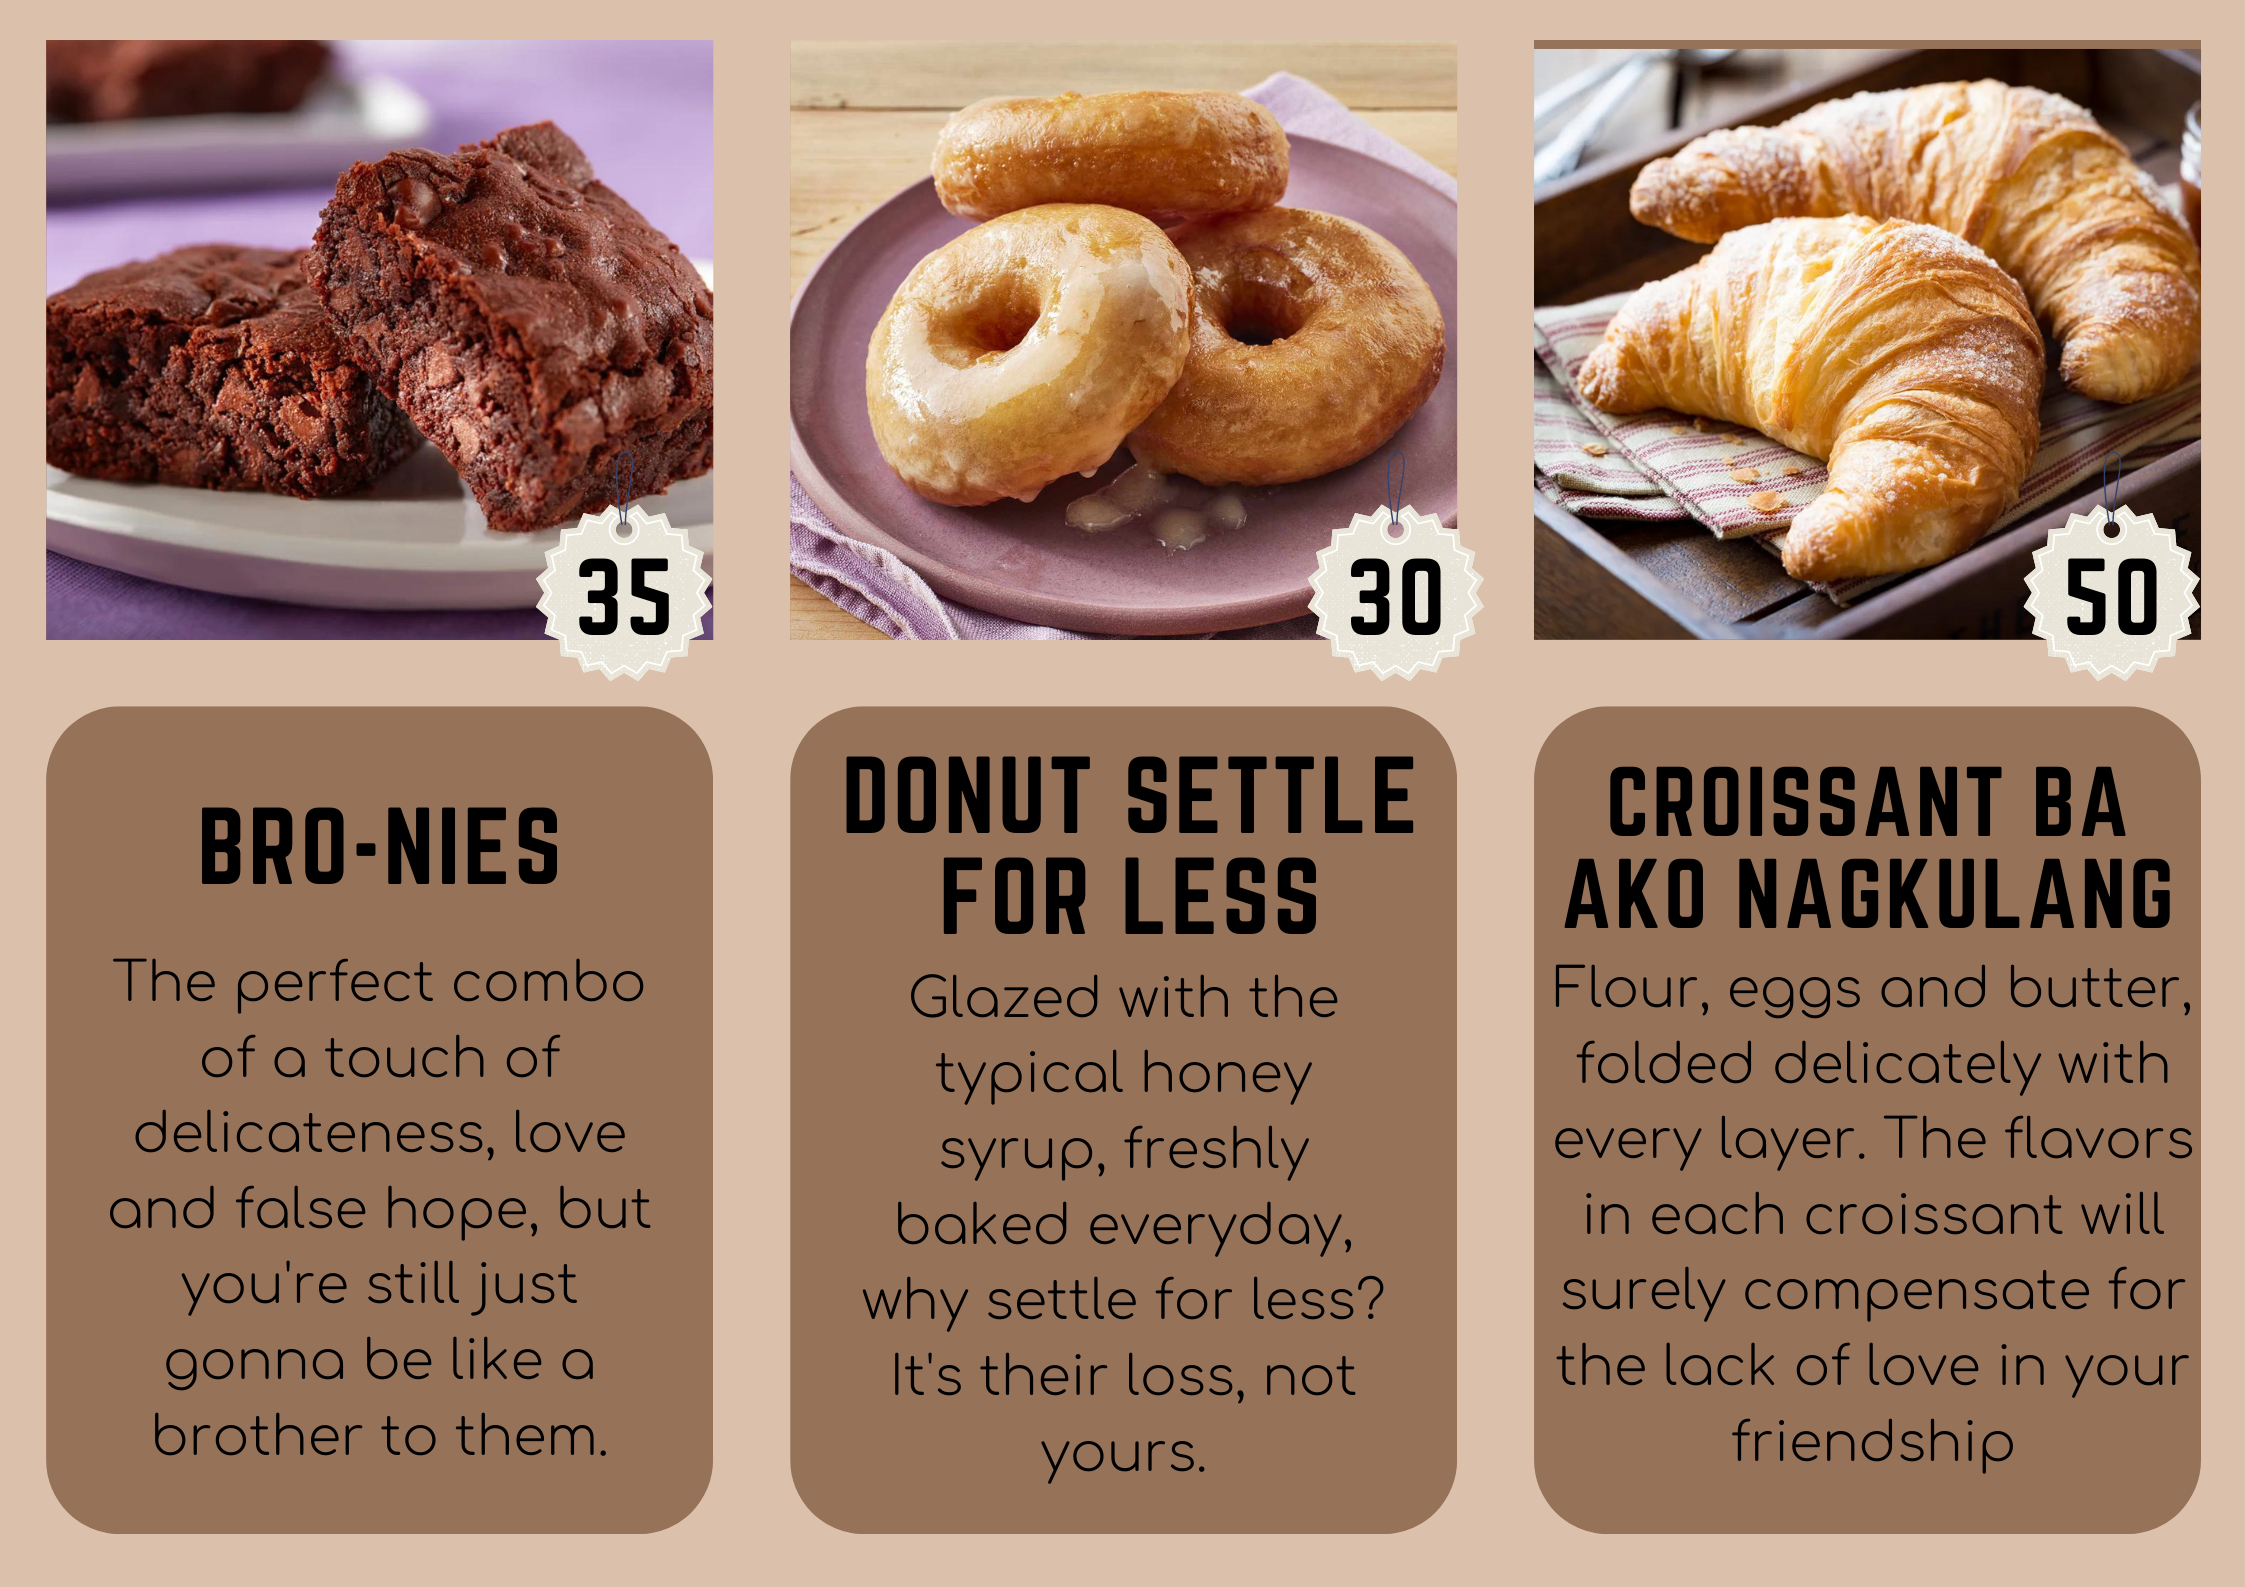 35
30
50
BRO-NIES
The perfect combo
of a touch of
delicateness, love
and false hope, but
you're still just
gonna be like a
brother to them.
DONUT SETTLE
FOR LESS
Glazed with the
typical honey
syrup, freshly
baked everyday,
why settle for less?
It's their loss, not
yours.
CROISSANT BA
AKO NAGKULANG
Flour, eggs and butter,
folded delicately with
every layer. The flavors
in each croissant will
surely compensate for
the lack of love in your
friendship